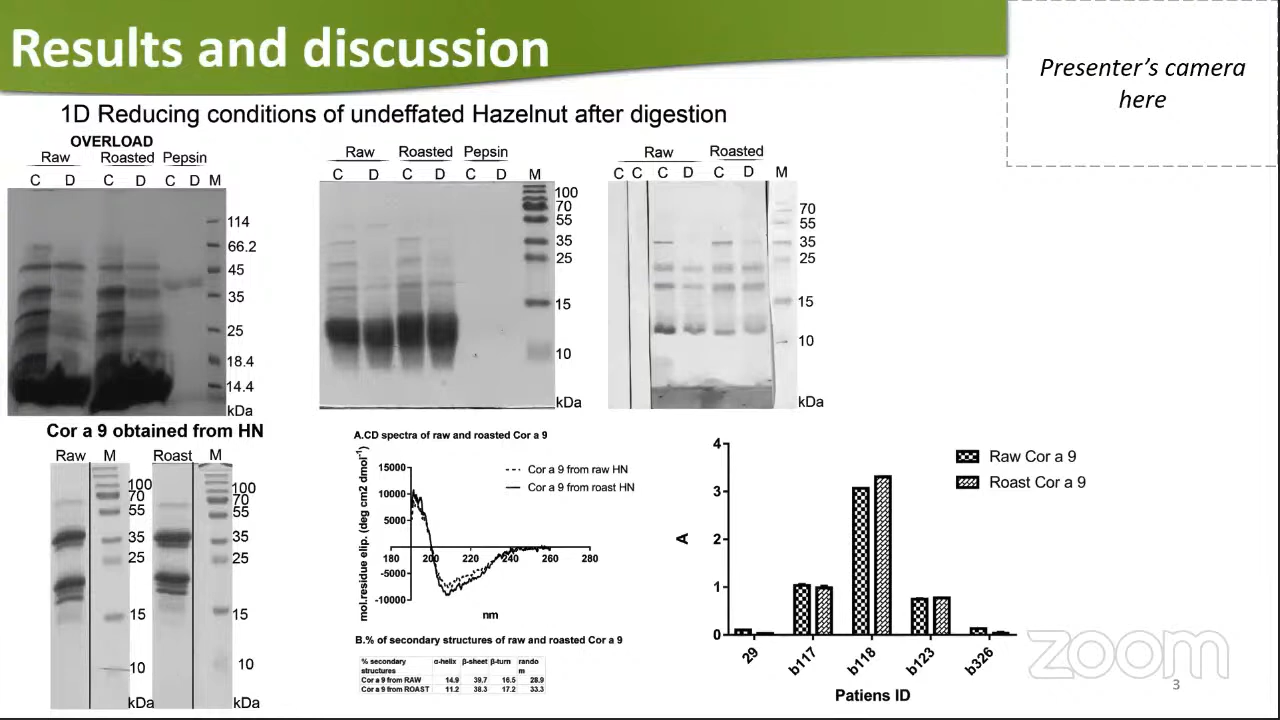 Results and discussion
Presenter's camera
here
1D Reducing conditions of undeffated Hazelnut after digestion
OVERLOAD
Raw Roasted Pepsin
C D C D C D M
114
66.2
45
35
25
18.4
14.4
kDa
Raw Roasted Pepsin
C D C D C D M
100
70
55
35
25
15
10
kDa
Raw Roasted
C C C D C D M
70
55
35
25
15
10
kDa
Cor a 9 obtained from HN
Raw M Roast M
100
70
55
35
25
15
10
kDa
100
70
55
35
25
15
10
kDa
A.CD spectra of raw and roasted Cor a 9
mol.residue elip. (deg cm2 dmol-1)
15000
10000
5000
-5000
-10000
180 200 220 240 260 280
nm
Cor a 9 from raw HN
Cor a 9 from roast HN
B.% of secondary structures of raw and roasted Cor a 9
% secondary structures α-helix β-sheet β-turn random
Cor a 9 from RAW 14.9 39.7 16.5 28.9
Cor a 9 from ROAST 11.2 38.3 17.2 33.3
A
4
3
2
1
0
29 b117 b118 b123 b326
Patiens ID
Raw Cor a 9
Roast Cor a 9
zoom
3